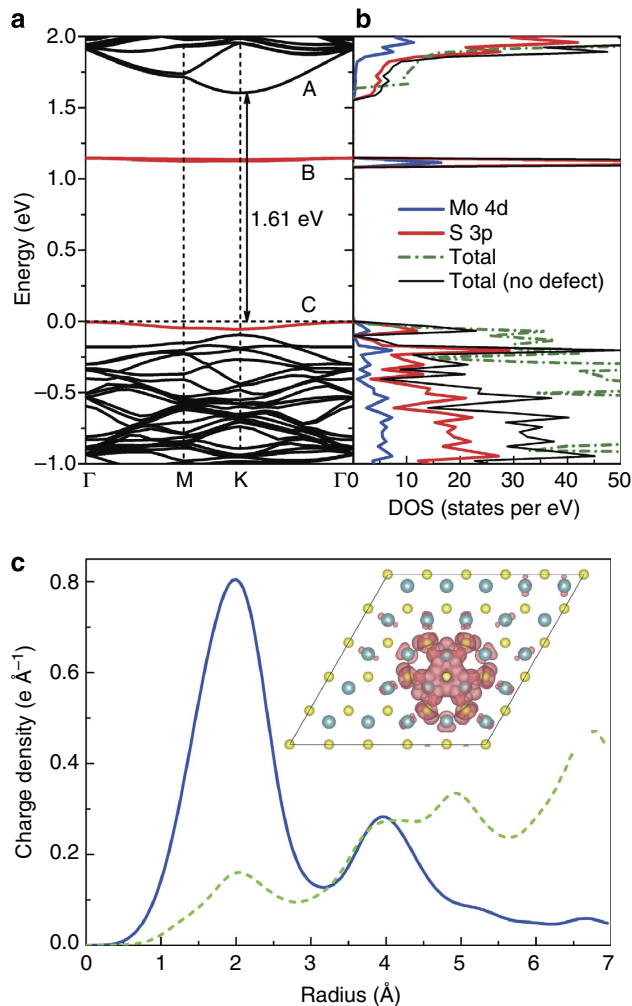 a
b
2.0
1.5
1.0
0.5
0.0
−0.5
−1.0
Energy (eV)
A
B
C
1.61 eV
Γ
M
K
Γ
Mo 4d
S 3p
Total
Total (no defect)
0
10
20
30
40
50
DOS (states per eV)
c
0.8
0.6
0.4
0.2
0.0
Charge density (e Å⁻¹)
0
1
2
3
4
5
6
7
Radius (Å)